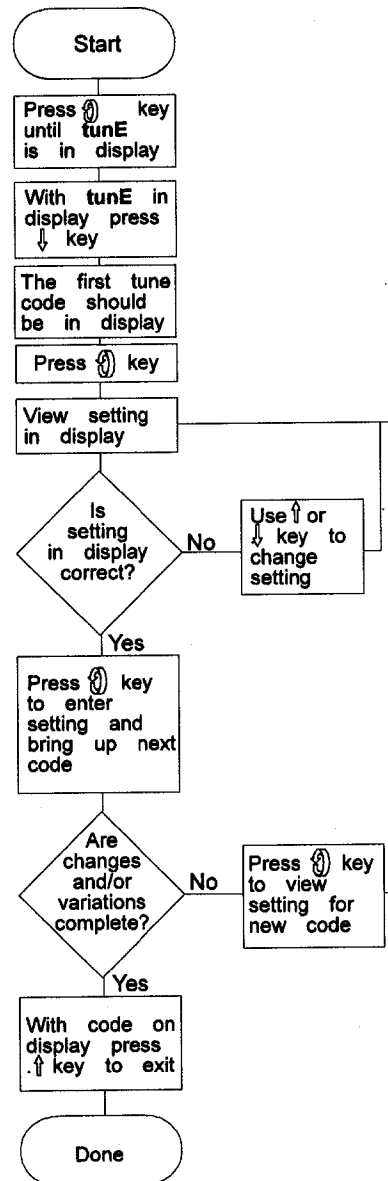 Start
Press key
until tunE
is in display
With tunE in
display press
⇩ key
The first tune
code should
be in display
Press key
View setting
in display
Is
setting
in display
correct?
No
Use ⇧ or
⇩ key to
change
setting
Yes
Press key
to enter
setting and
bring up next
code
Are
changes
and/or
variations
complete?
No
Press key
to view
setting for
new code
Yes
With code on
display press
.⇧ key to exit
Done